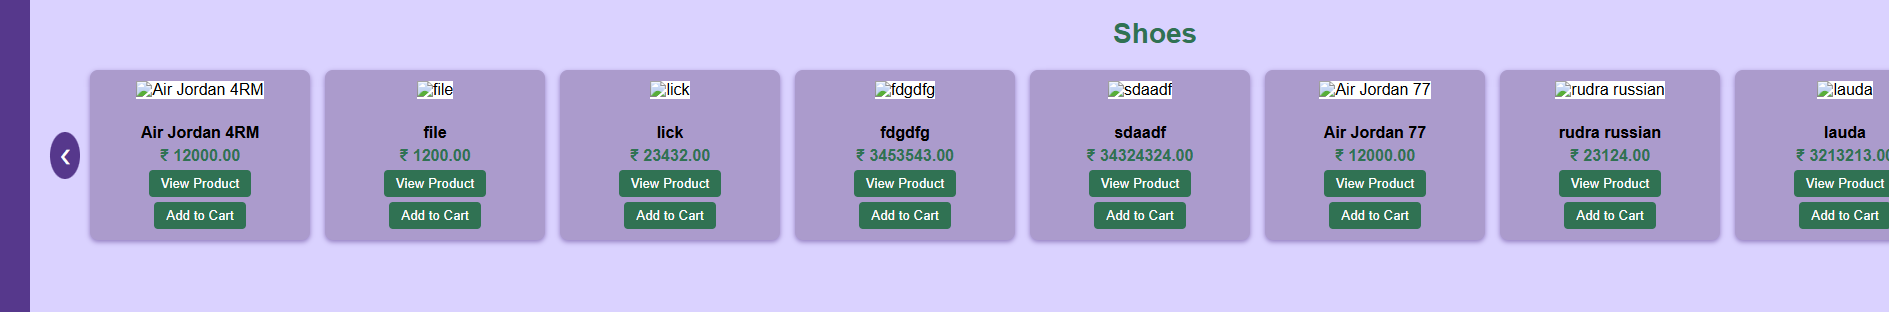 Shoes
Air Jordan 4RM
file
lick
fdgdfg
sdaadf
Air Jordan 77
rudra russian
lauda
❮
Air Jordan 4RM
₹ 12000.00
View Product
Add to Cart
file
₹ 1200.00
View Product
Add to Cart
lick
₹ 23432.00
View Product
Add to Cart
fdgdfg
₹ 3453543.00
View Product
Add to Cart
sdaadf
₹ 34324324.00
View Product
Add to Cart
Air Jordan 77
₹ 12000.00
View Product
Add to Cart
rudra russian
₹ 23124.00
View Product
Add to Cart
lauda
₹ 3213213.00
View Product
Add to Cart